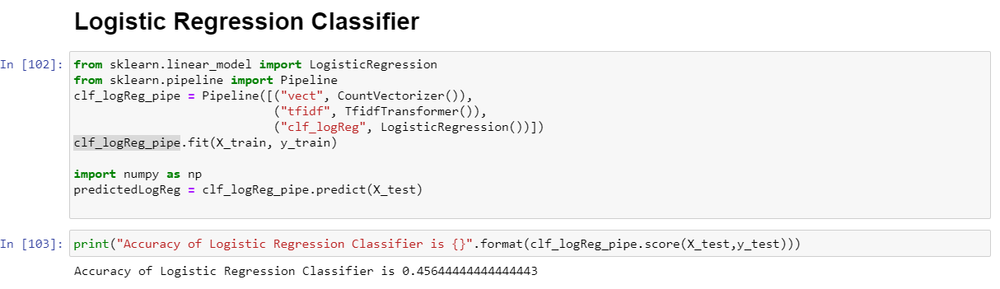 Logistic Regression Classifier
In [102]: from sklearn.linear_model import LogisticRegression
from sklearn.pipeline import Pipeline
clf_logReg_pipe = Pipeline([("vect", CountVectorizer()),
("tfidf", TfidfTransformer()),
("clf_logReg", LogisticRegression())])
clf_logReg_pipe.fit(X_train, y_train)
import numpy as np
predictedLogReg = clf_logReg_pipe.predict(X_test)
In [103]: print("Accuracy of Logistic Regression Classifier is {}".format(clf_logReg_pipe.score(X_test,y_test)))
Accuracy of Logistic Regression Classifier is 0.45644444444444443